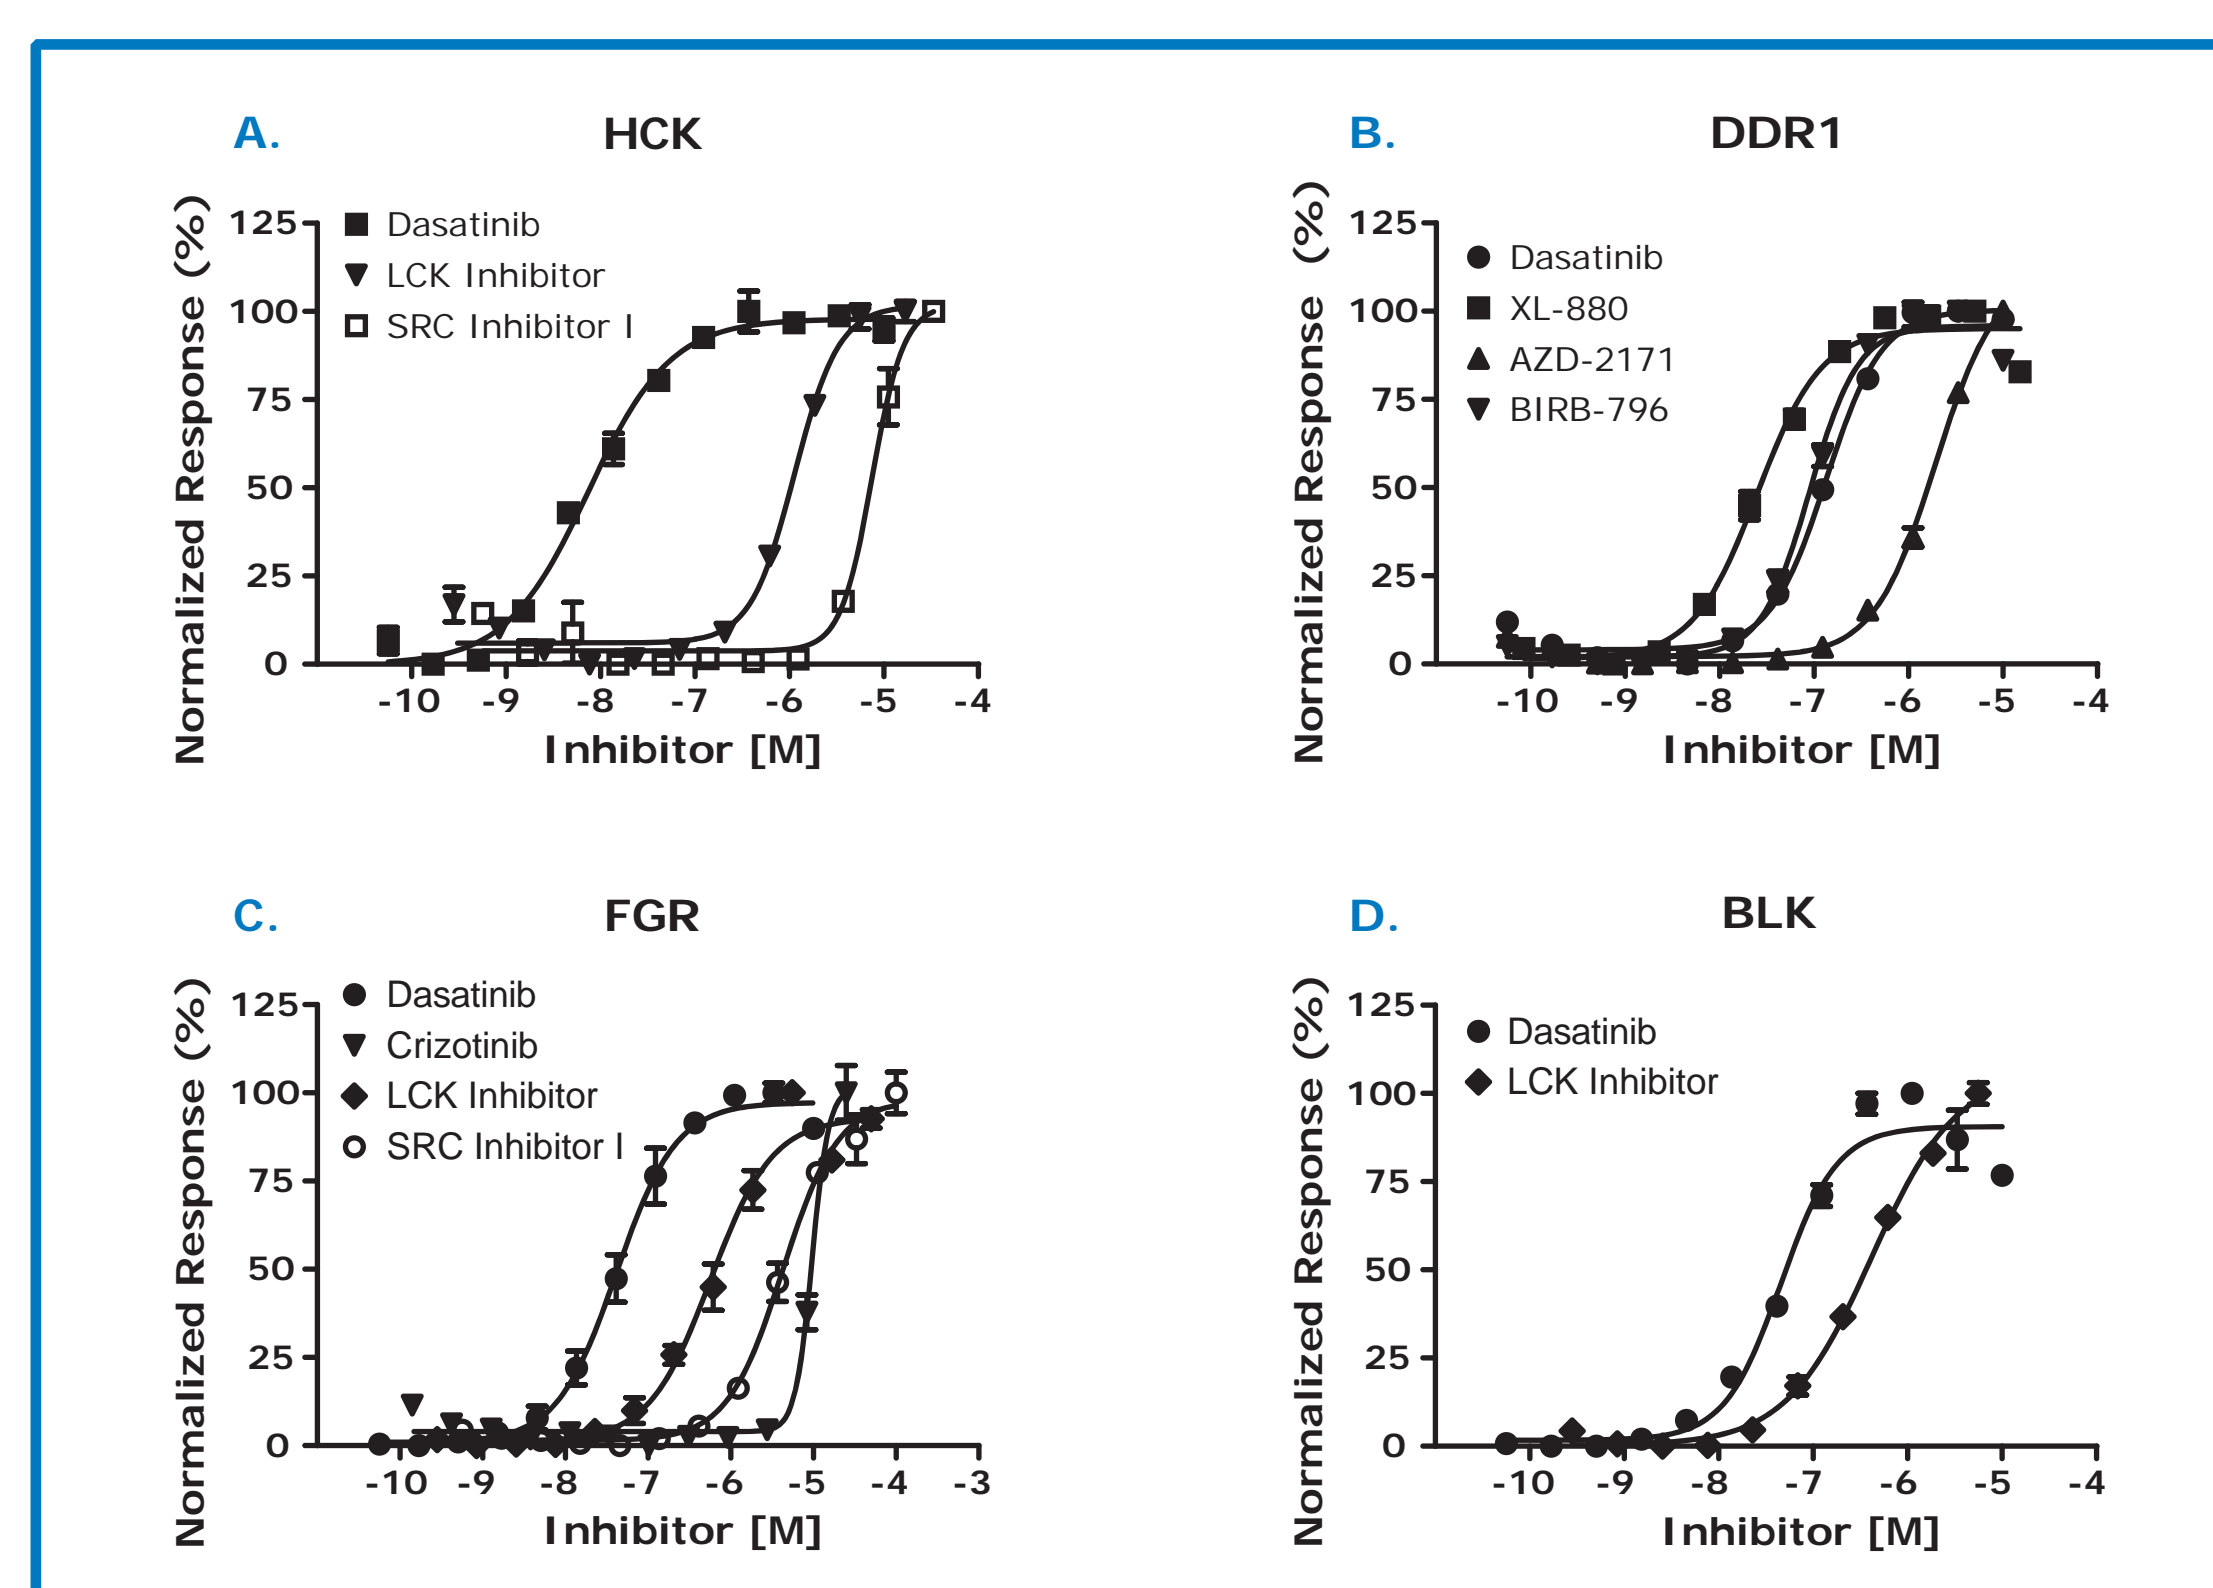 A.
HCK
Normalized Response (%)
125
100
75
50
25
0
Dasatinib
LCK Inhibitor
SRC Inhibitor I
-10 -9 -8 -7 -6 -5 -4
Inhibitor [M]
B.
DDR1
Normalized Response (%)
125
100
75
50
25
0
Dasatinib
XL-880
AZD-2171
BIRB-796
-10 -9 -8 -7 -6 -5 -4
Inhibitor [M]
C.
FGR
Normalized Response (%)
125
100
75
50
25
0
Dasatinib
Crizotinib
LCK Inhibitor
SRC Inhibitor I
-10 -9 -8 -7 -6 -5 -4 -3
Inhibitor [M]
D.
BLK
Normalized Response (%)
125
100
75
50
25
0
Dasatinib
LCK Inhibitor
-10 -9 -8 -7 -6 -5 -4
Inhibitor [M]